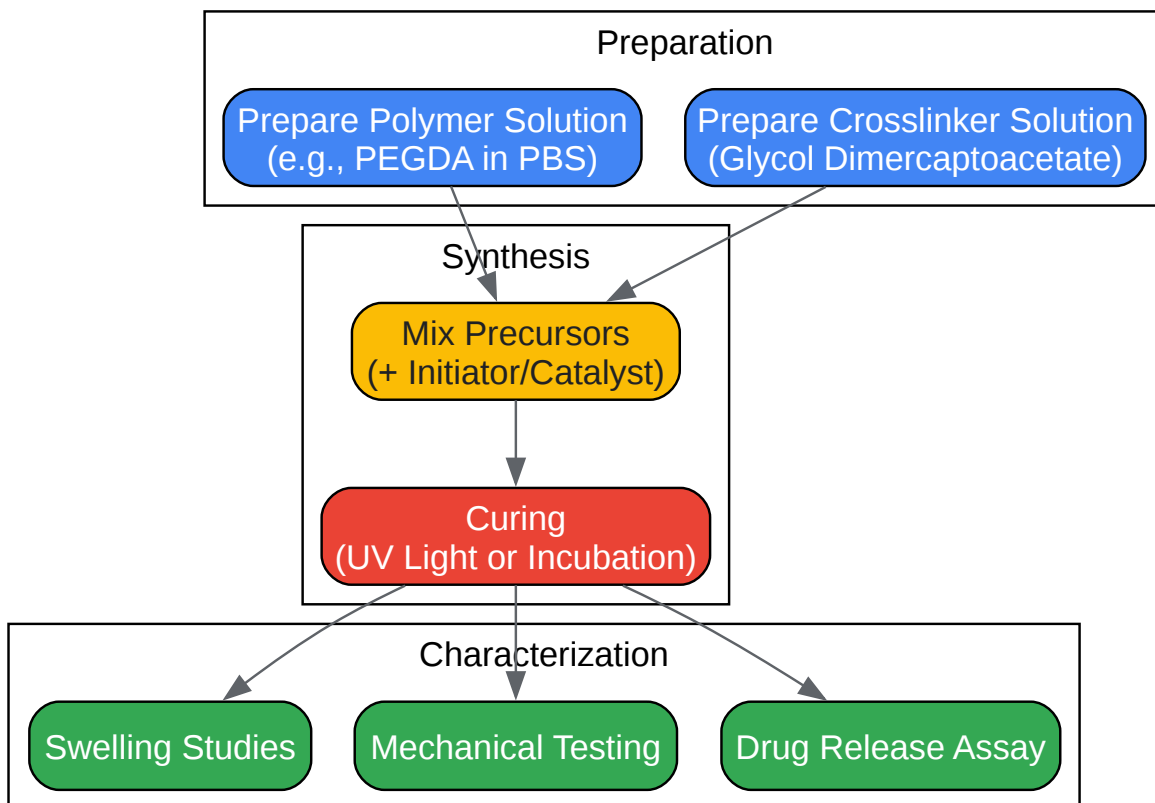 Preparation
Prepare Polymer Solution
(e.g., PEGDA in PBS)
Prepare Crosslinker Solution
(Glycol Dimercaptoacetate)
Synthesis
Mix Precursors
(+ Initiator/Catalyst)
Curing
(UV Light or Incubation)
Characterization
Swelling Studies
Mechanical Testing
Drug Release Assay